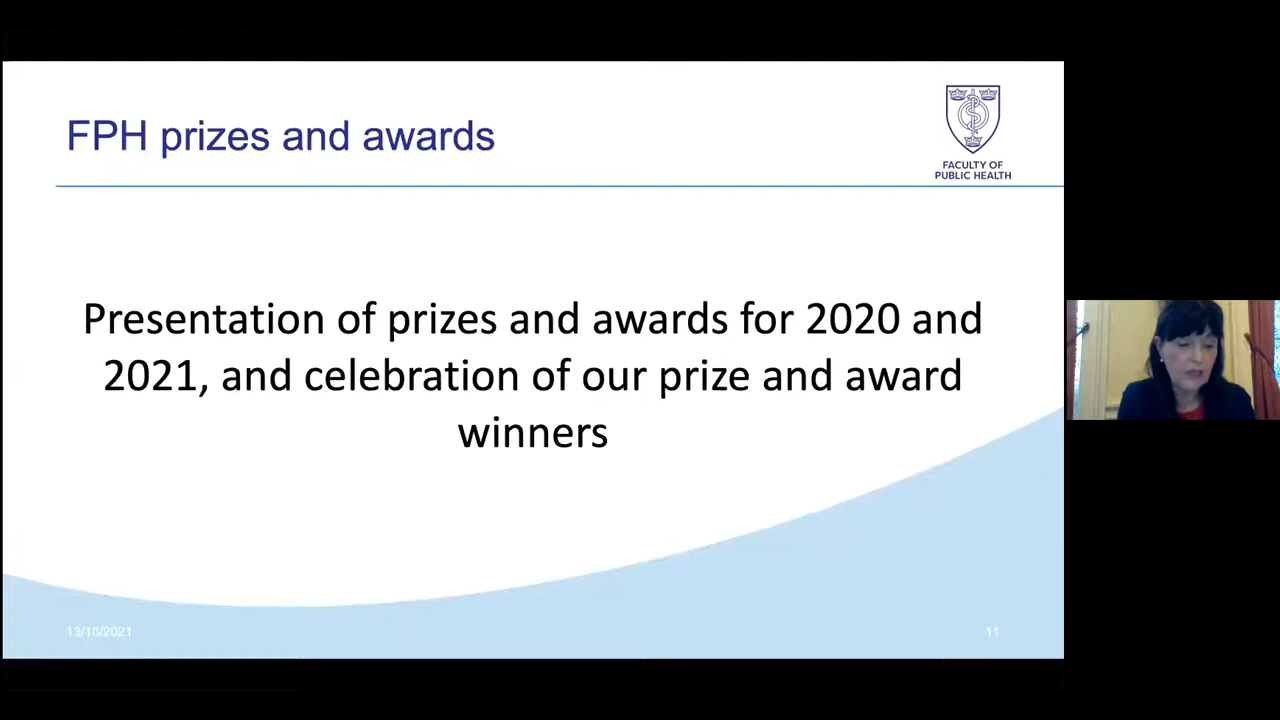 FPH prizes and awards
FACULTY OF
PUBLIC HEALTH
Presentation of prizes and awards for 2020 and
2021, and celebration of our prize and award
winners
13/10/2021
11